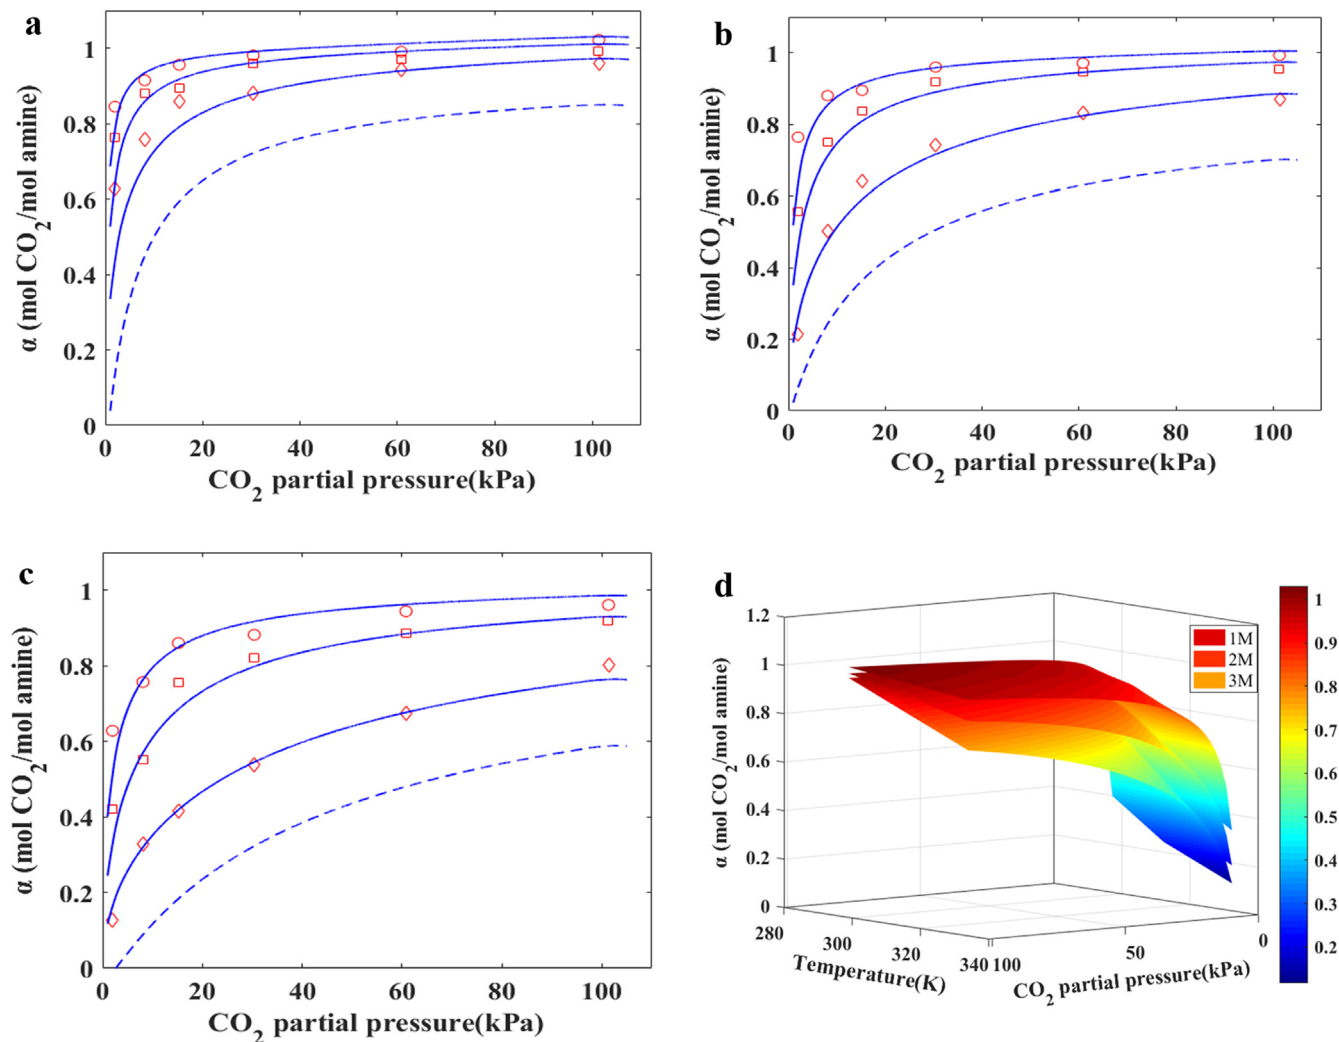 a
α (mol CO2/mol amine)
1
0.8
0.6
0.4
0.2
0
0 20 40 60 80 100
CO2 partial pressure(kPa)
b
α (mol CO2/mol amine)
1
0.8
0.6
0.4
0.2
0
0 20 40 60 80 100
CO2 partial pressure(kPa)
c
α (mol CO2/mol amine)
1
0.8
0.6
0.4
0.2
0
0 20 40 60 80 100
CO2 partial pressure(kPa)
d
α (mol CO2/mol amine)
1.2
1
0.8
0.6
0.4
0.2
0
280 300 320 340
Temperature(K)
100 50 0
CO2 partial pressure(kPa)
1M
2M
3M
1
0.9
0.8
0.7
0.6
0.5
0.4
0.3
0.2